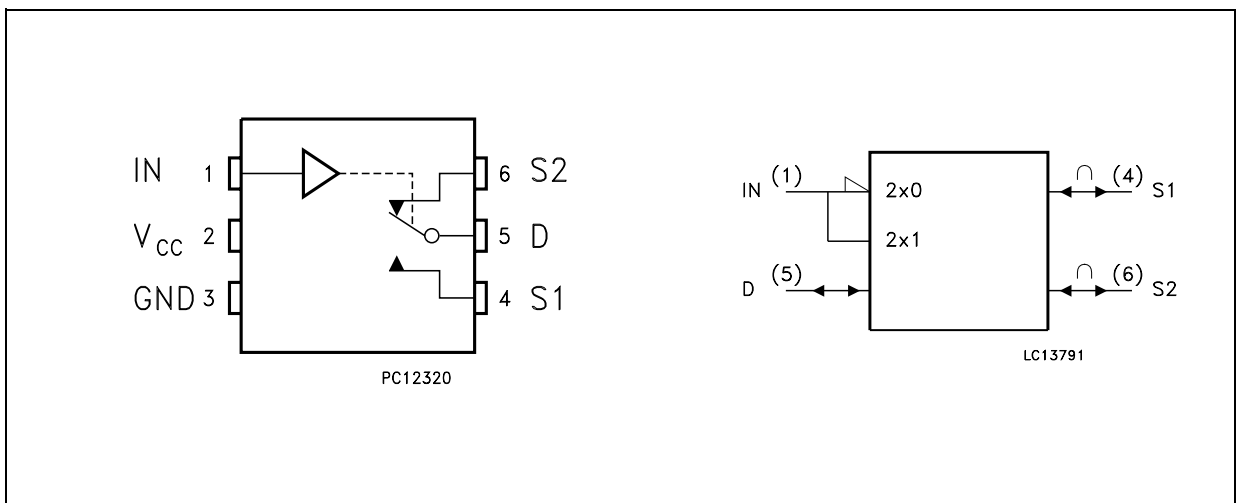 IN 1 6 S2
VCC 2 5 D
GND 3 4 S1
PC12320
IN (1) 2x0 ∩ (4) S1
2x1
D (5) ∩ (6) S2
LC13791